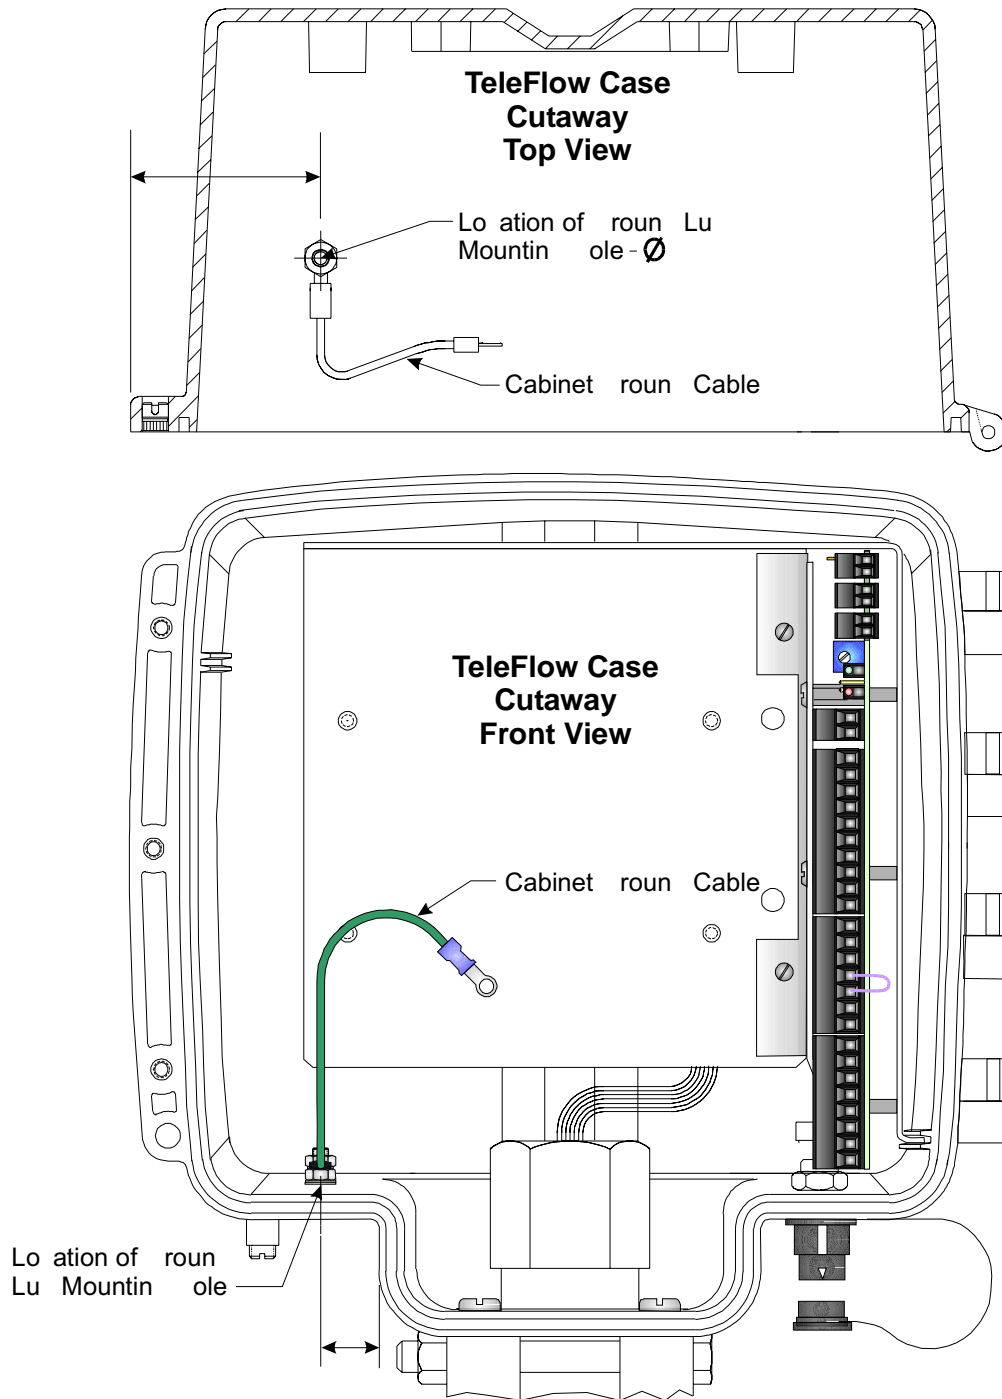 TeleFlow Case
Cutaway
Top View
Lo ation of roun Lu
Mountin ole - Ø
Cabinet roun Cable
TeleFlow Case
Cutaway
Front View
Cabinet roun Cable
Lo ation of roun
Lu Mountin ole